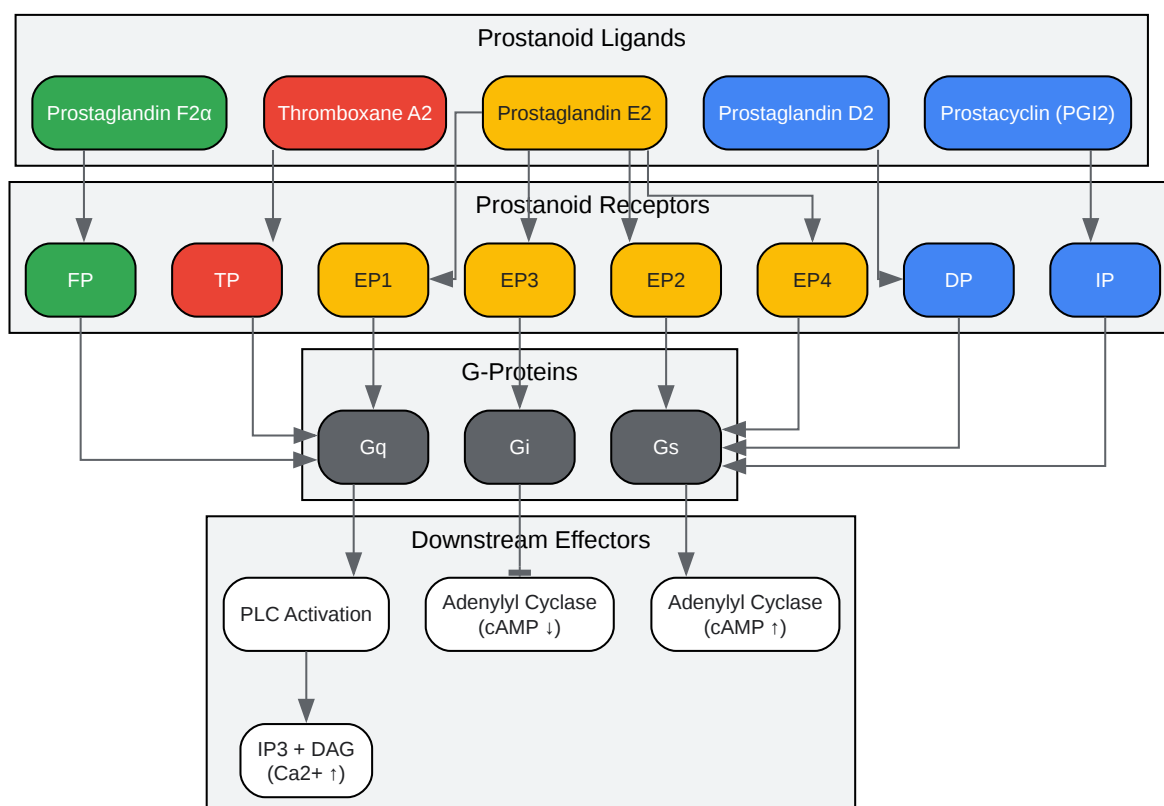 Prostanoid Ligands
Prostaglandin F2α
Thromboxane A2
Prostaglandin E2
Prostaglandin D2
Prostacyclin (PGI2)
Prostanoid Receptors
FP
TP
EP1
EP3
EP2
EP4
DP
IP
G-Proteins
Gq
Gi
Gs
Downstream Effectors
PLC Activation
Adenylyl Cyclase
(cAMP ↓)
Adenylyl Cyclase
(cAMP ↑)
IP3 + DAG
(Ca2+ ↑)